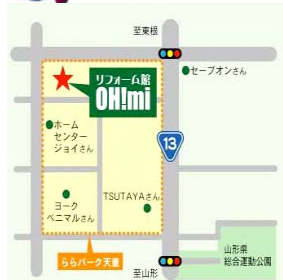 至東根
リフォーム館
OH!mi
セーブオンさん
ホーム
センター
ジョイさん
13
ヨーク
ベニマルさん
TSUTAYAさん
ららパーク天童
至山形
山形県
総合運動公園